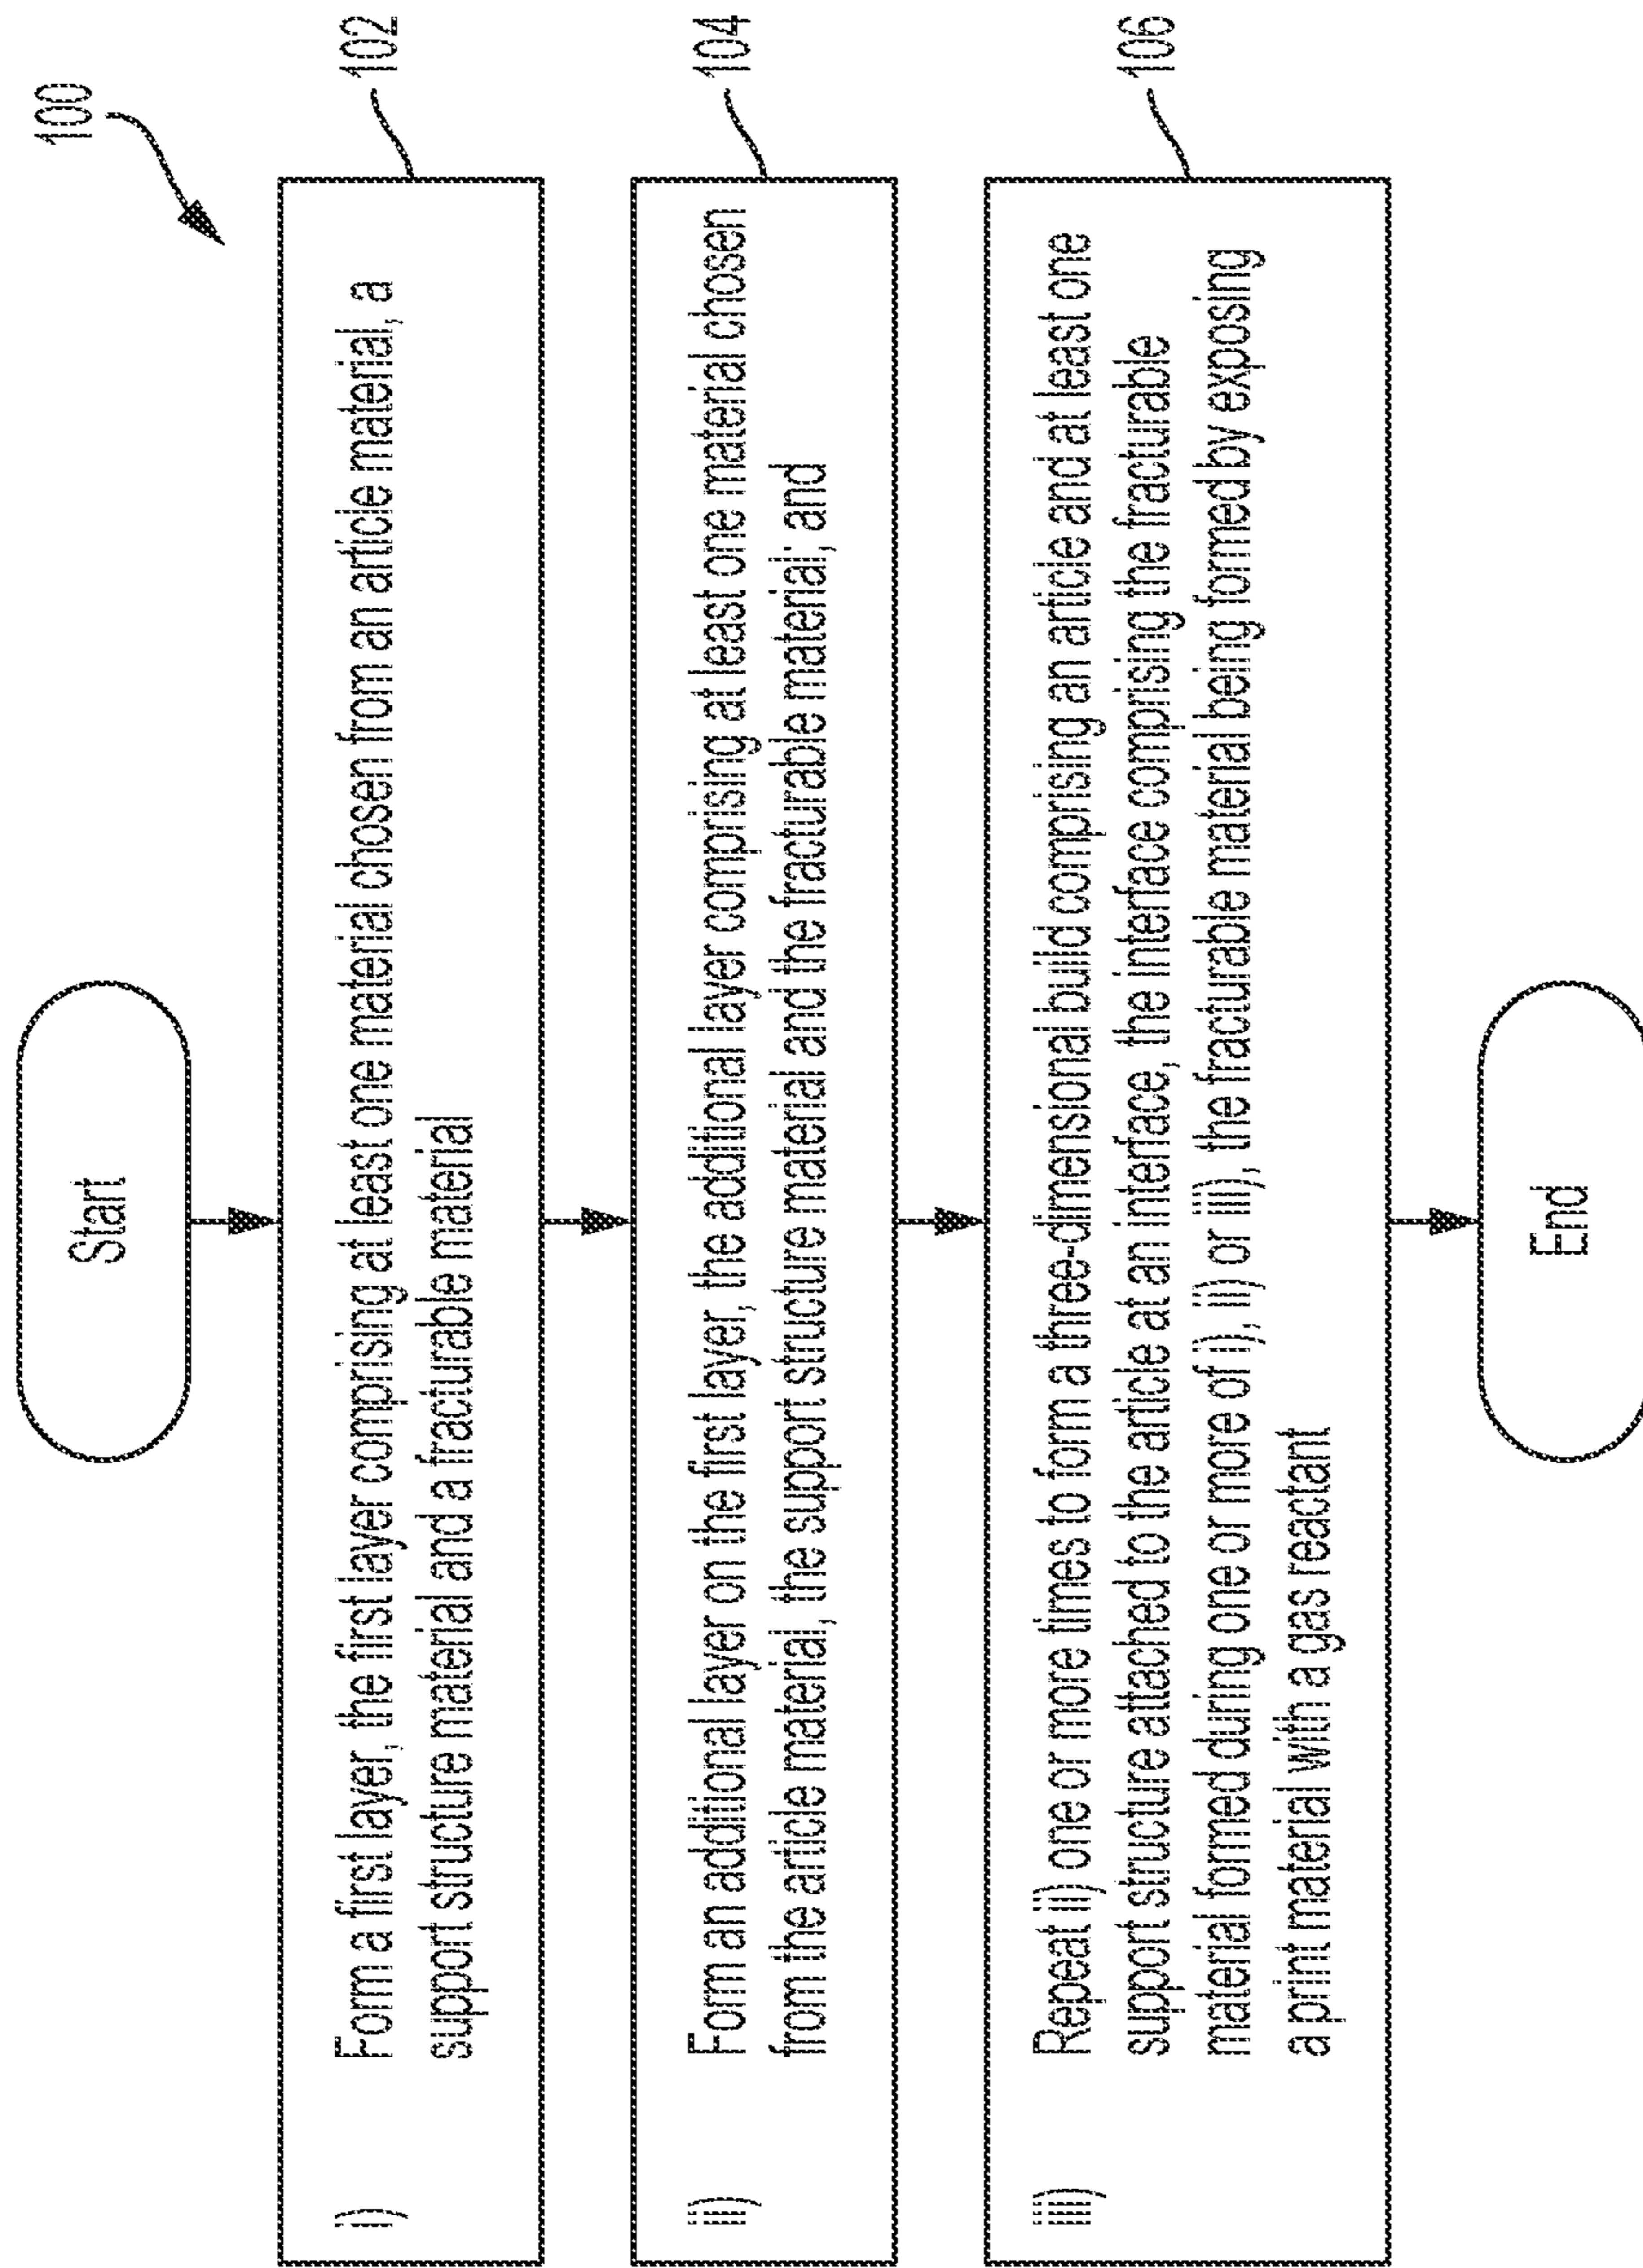 100
Start
i) Form a first layer, the first layer comprising at least one material chosen from an article material, a
support structure material and a fracturable material
102
ii) Form an additional layer on the first layer, the additional layer comprising at least one material chosen
from the article material, the support structure material and the fracturable material; and
104
iii) Repeat ii) one or more times to form a three-dimensional build comprising an article and at least one
support structure attached to the article at an interface, the interface comprising the fracturable
material formed during one or more of i), ii) or iii), the fracturable material being formed by exposing
a print material with a gas reactant
106
End